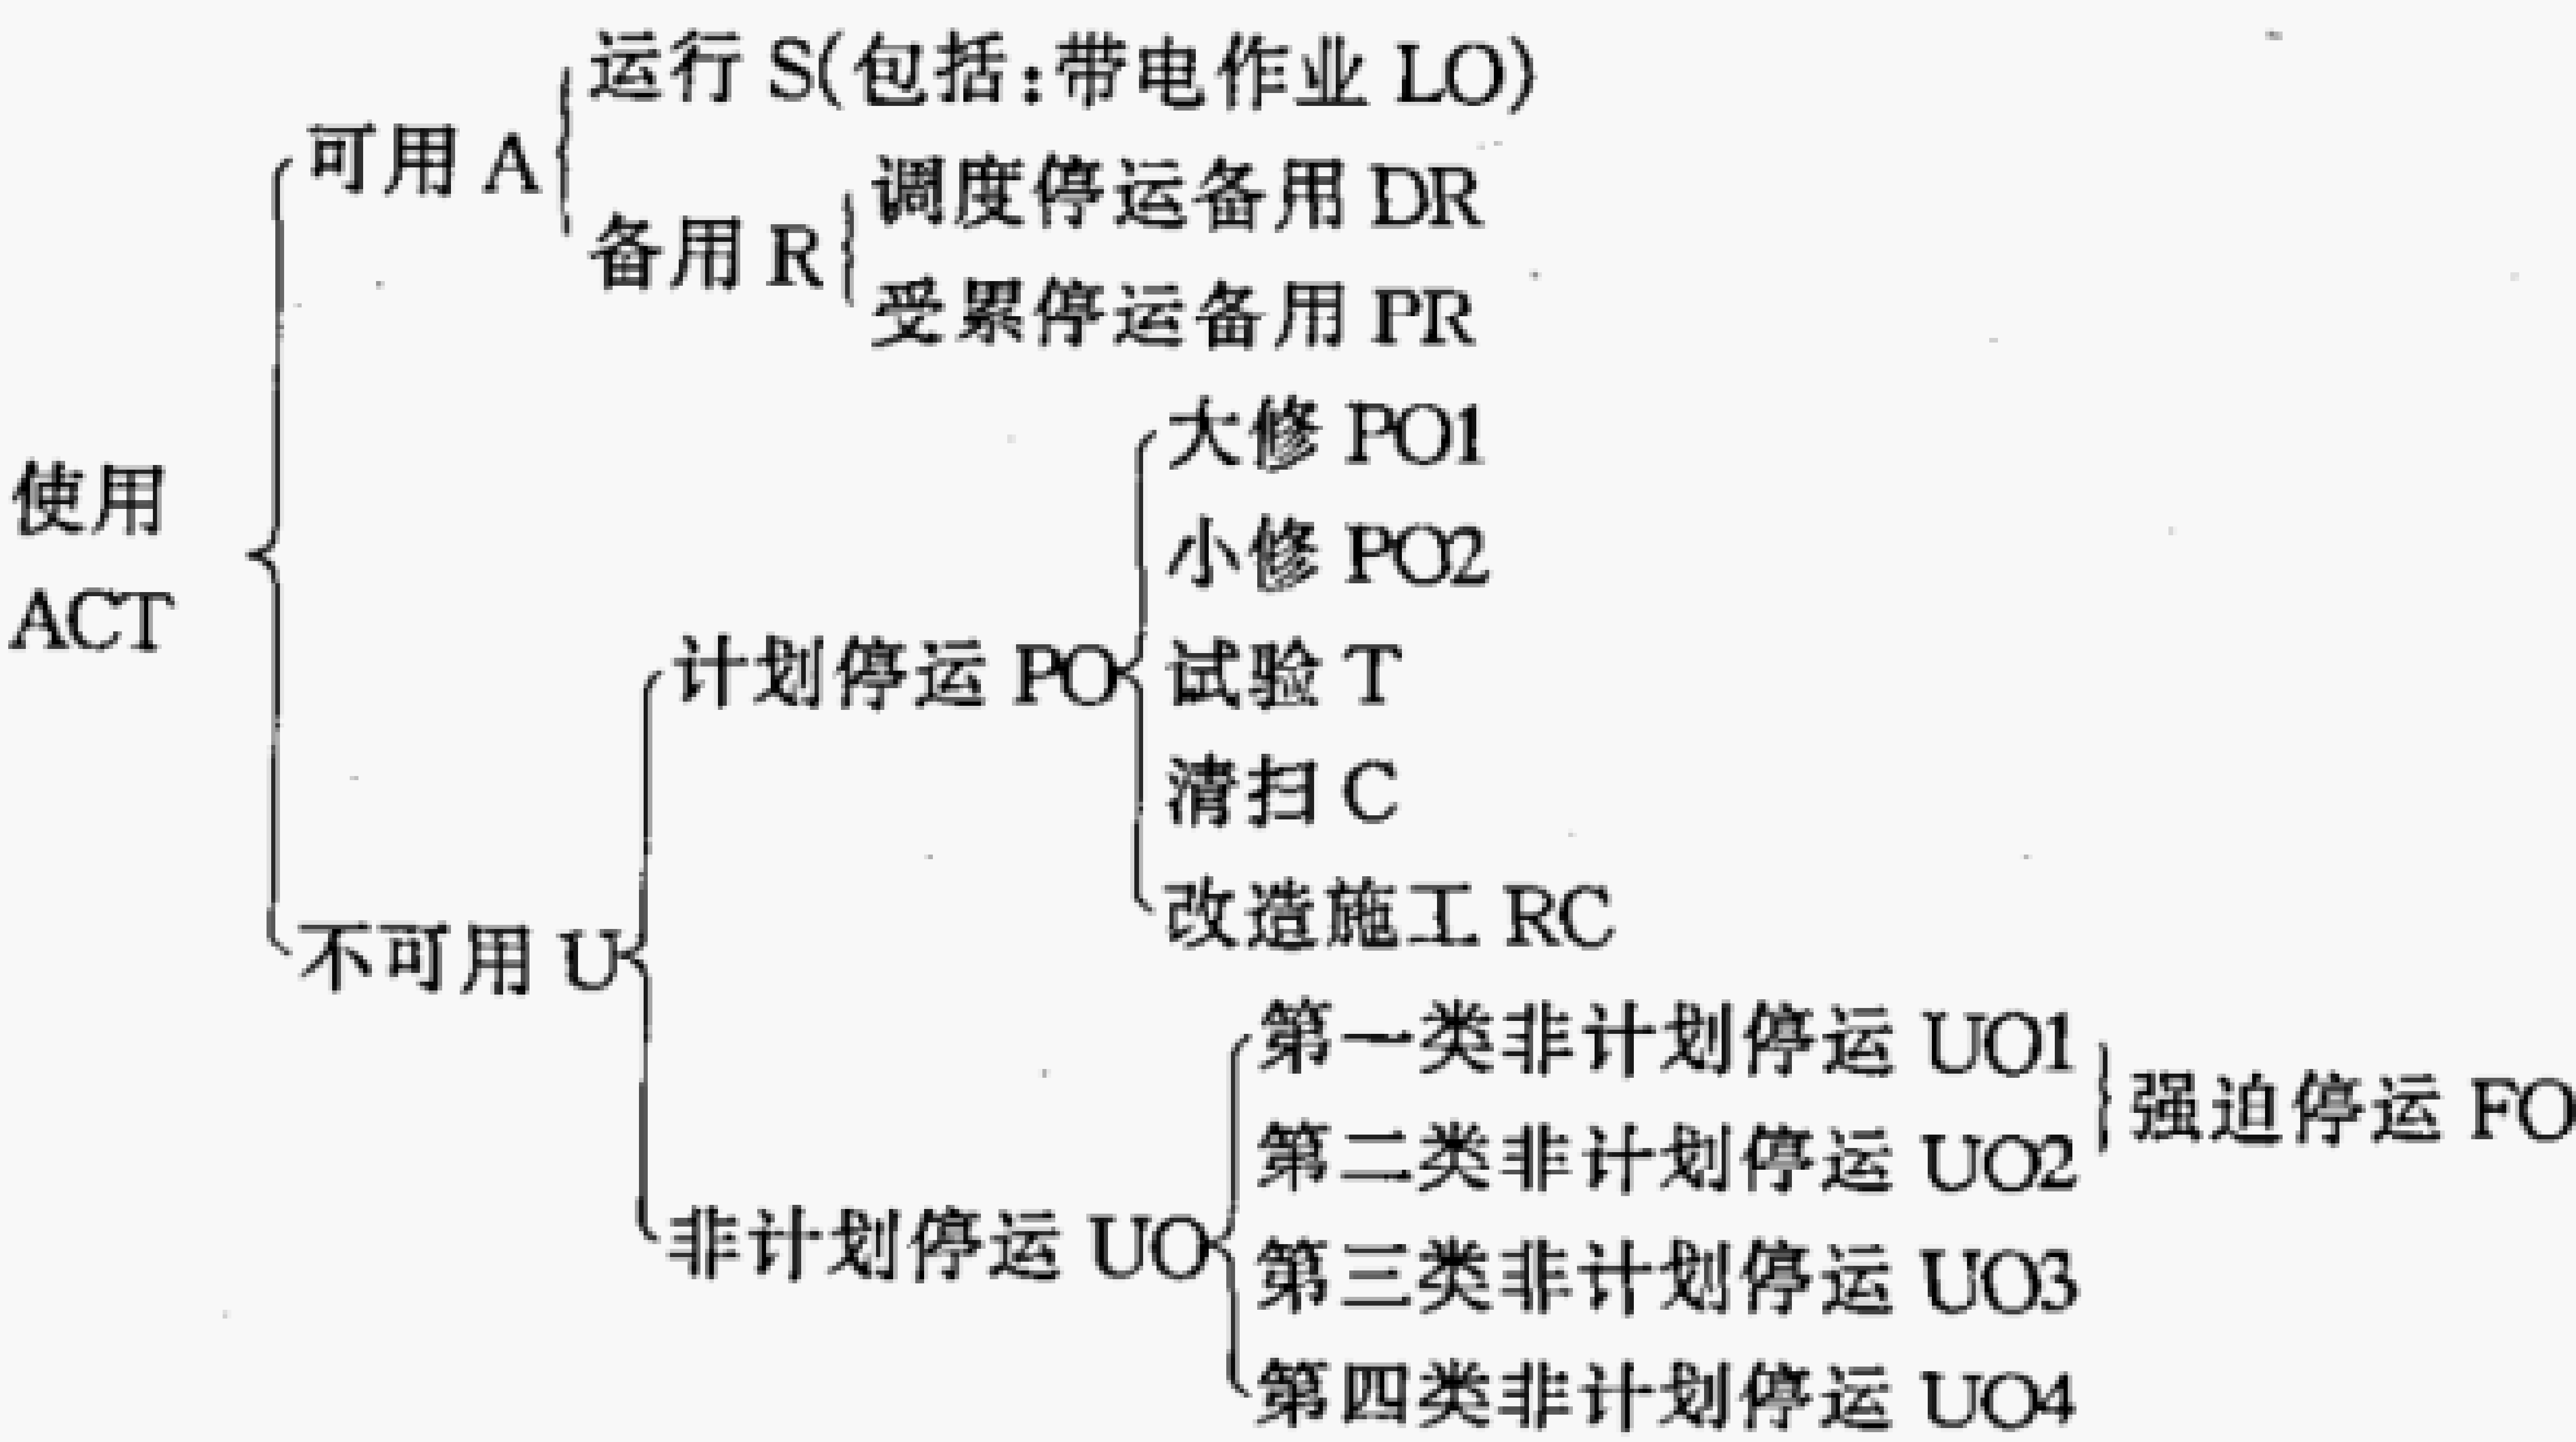 运行 S(包括:带电作业 LO)
可用 A
调度停运备用 DR
备用 R
受累停运备用 PR
大修 PO1
使用
小修 PO2
ACT
计划停运 PO
试验 T
清扫 C
改造施工 RC
不可用 U
第一类非计划停运 UO1
强迫停运 FO
第二类非计划停运 UO2
非计划停运 UO
第三类非计划停运 UO3
第四类非计划停运 UO4